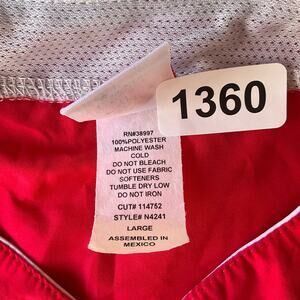 1360
RN#38997
100%POLYESTER
MACHINE WASH
COLD
DO NOT BLEACH
DO NOT USE FABRIC
SOFTENERS
TUMBLE DRY LOW
DO NOT IRON
CUT# 114752
STYLE# N4241
LARGE
ASSEMBLED IN
MEXICO